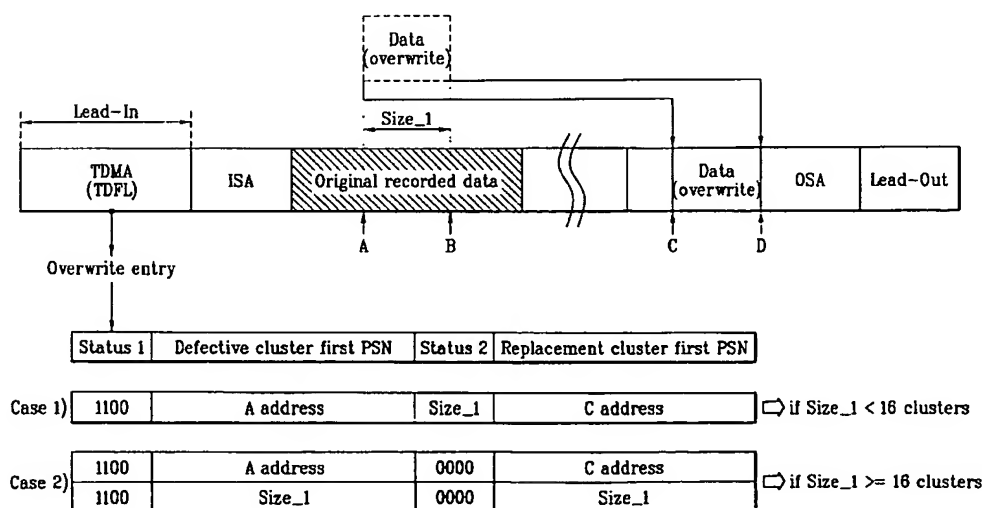 Data
(overwrite)
Lead-In
Size_1
TDMA
(TDFL)
ISA
Original recorded data
Data
(overwrite)
OSA
Lead-Out
A
B
C
D
Overwrite entry
Status 1
Defective cluster first PSN
Status 2
Replacement cluster first PSN
Case 1)
1100
A address
Size_1
C address
if Size_1 < 16 clusters
Case 2)
1100
A address
0000
C address
1100
Size_1
0000
Size_1
if Size_1 >= 16 clusters